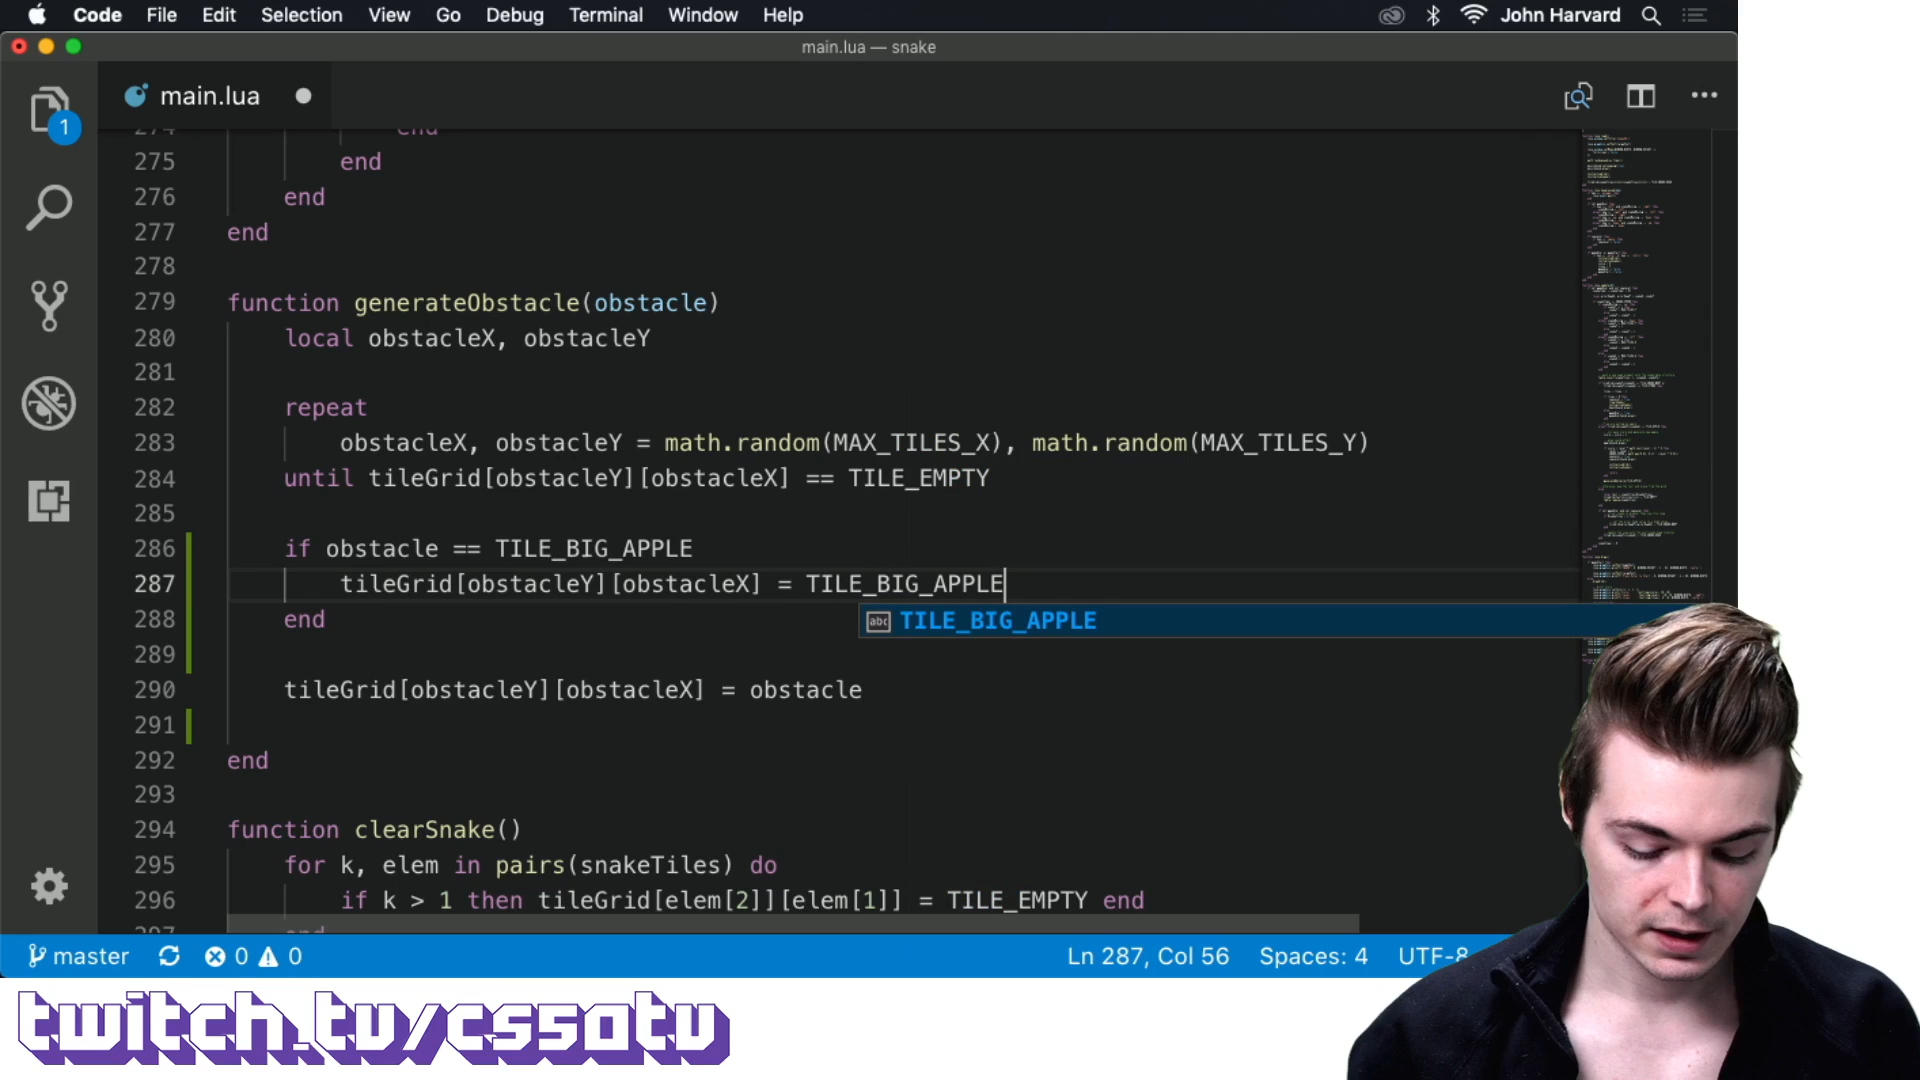 Code File Edit Selection View Go Debug Terminal Window Help John Harvard
main.lua — snake
1
main.lua
end
275 end
276 end
277 end
278
279 function generateObstacle(obstacle)
280 local obstacleX, obstacleY
281
282 repeat
283 obstacleX, obstacleY = math.random(MAX_TILES_X), math.random(MAX_TILES_Y)
284 until tileGrid[obstacleY][obstacleX] == TILE_EMPTY
285
286 if obstacle == TILE_BIG_APPLE
287 tileGrid[obstacleY][obstacleX] = TILE_BIG_APPLE
288 end
abc TILE_BIG_APPLE
289
290 tileGrid[obstacleY][obstacleX] = obstacle
291
292 end
293
294 function clearSnake()
295 for k, elem in pairs(snakeTiles) do
296 if k > 1 then tileGrid[elem[2]][elem[1]] = TILE_EMPTY end
master 0 0 Ln 287, Col 56 Spaces: 4 UTF-8
twitch.tv/cs50tv